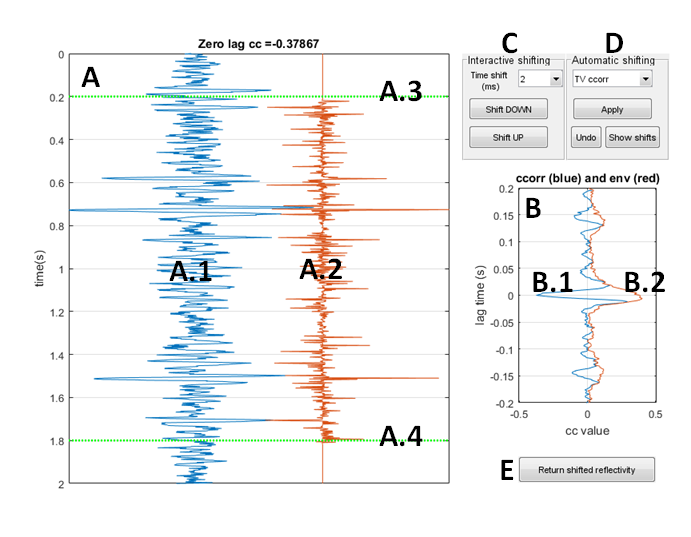 Zero lag cc =-0.37867
A
A.1
A.2
A.3
A.4
0
0.2
0.4
0.6
0.8
1
1.2
1.4
1.6
1.8
2
time(s)
C
Interactive shifting
Time shift
(ms)
2
Shift DOWN
Shift UP
D
Automatic shifting
TV ccorr
Apply
Undo
Show shifts
ccorr (blue) and env (red)
B
B.1
B.2
0.2
0.15
0.1
0.05
0
-0.05
-0.1
-0.15
-0.2
lag time (s)
-0.5
0
0.5
cc value
E
Return shifted reflectivity